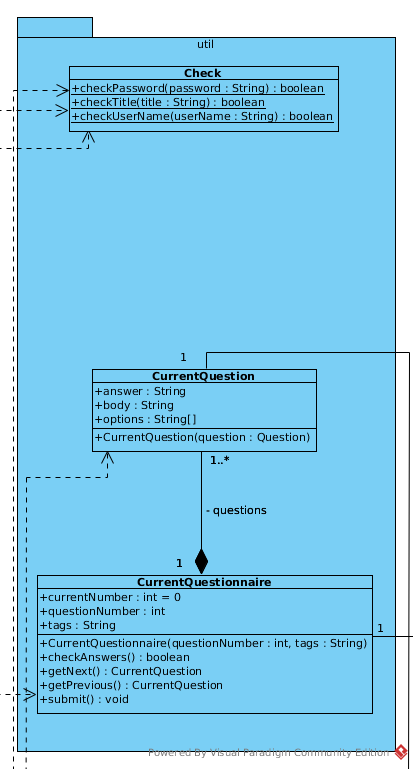 util
Check
+checkPassword(password : String) : boolean
+checkTitle(title : String) : boolean
+checkUserName(userName : String) : boolean
1
CurrentQuestion
+answer : String
+body : String
+options : String[]
+CurrentQuestion(question : Question)
1..*
- questions
1
CurrentQuestionnaire
+currentNumber : int = 0
+questionNumber : int
+tags : String
1
+CurrentQuestionnaire(questionNumber : int, tags : String)
+checkAnswers() : boolean
+getNext() : CurrentQuestion
+getPrevious() : CurrentQuestion
+submit() : void
Powered By Visual Paradigm Community Edition